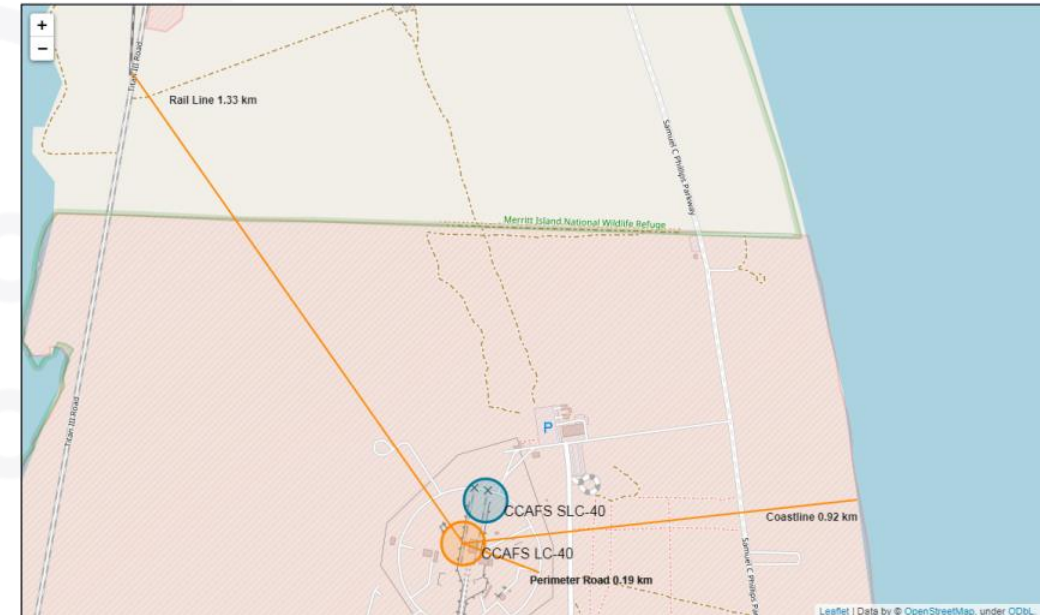 +
−
Titan III Road
Rail Line 1.33 km
Samuel C Phillips Parkway
Merritt Island National Wildlife Refuge
Titan III Road
P
CCAFS SLC-40
Coastline 0.92 km
CCAFS LC-40
Perimeter Road 0.19 km
Samuel C Phillips Pa
Leaflet | Data by © OpenStreetMap, under ODbL.